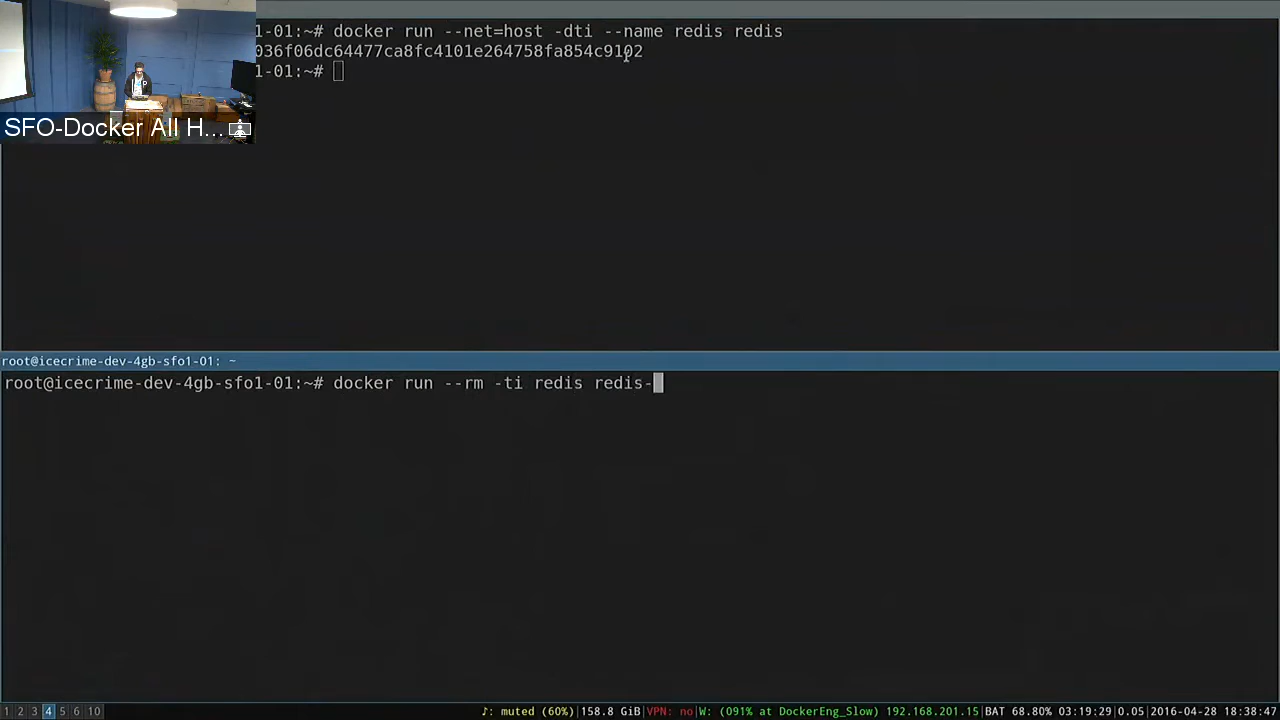 1-01:~# docker run --net=host -dti --name redis redis
036f06dc64477ca8fc4101e264758fa854c9102
1-01:~#
SFO-Docker All H...
root@icecrime-dev-4gb-sfo1-01: ~
root@icecrime-dev-4gb-sfo1-01:~# docker run --rm -ti redis redis-
1 2 3 4 5 6 10 ♪: muted (60%)|158.8 GiB|VPN: no|W: (091% at DockerEng_Slow) 192.168.201.15|BAT 68.80% 03:19:29|0.05|2016-04-28 18:38:47